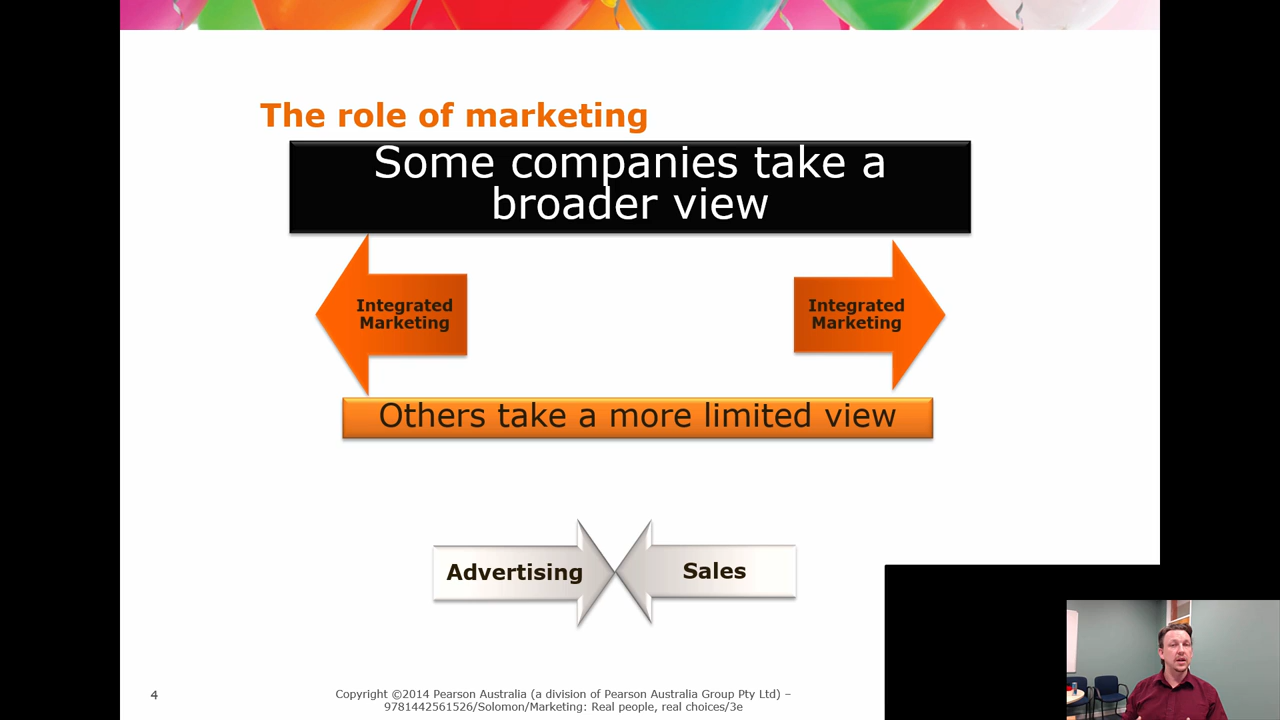 The role of marketing
Some companies take a
broader view
Integrated
Marketing
Integrated
Marketing
Others take a more limited view
Advertising
Sales
4
Copyright ©2014 Pearson Australia (a division of Pearson Australia Group Pty Ltd) –
9781442561526/Solomon/Marketing: Real people, real choices/3e